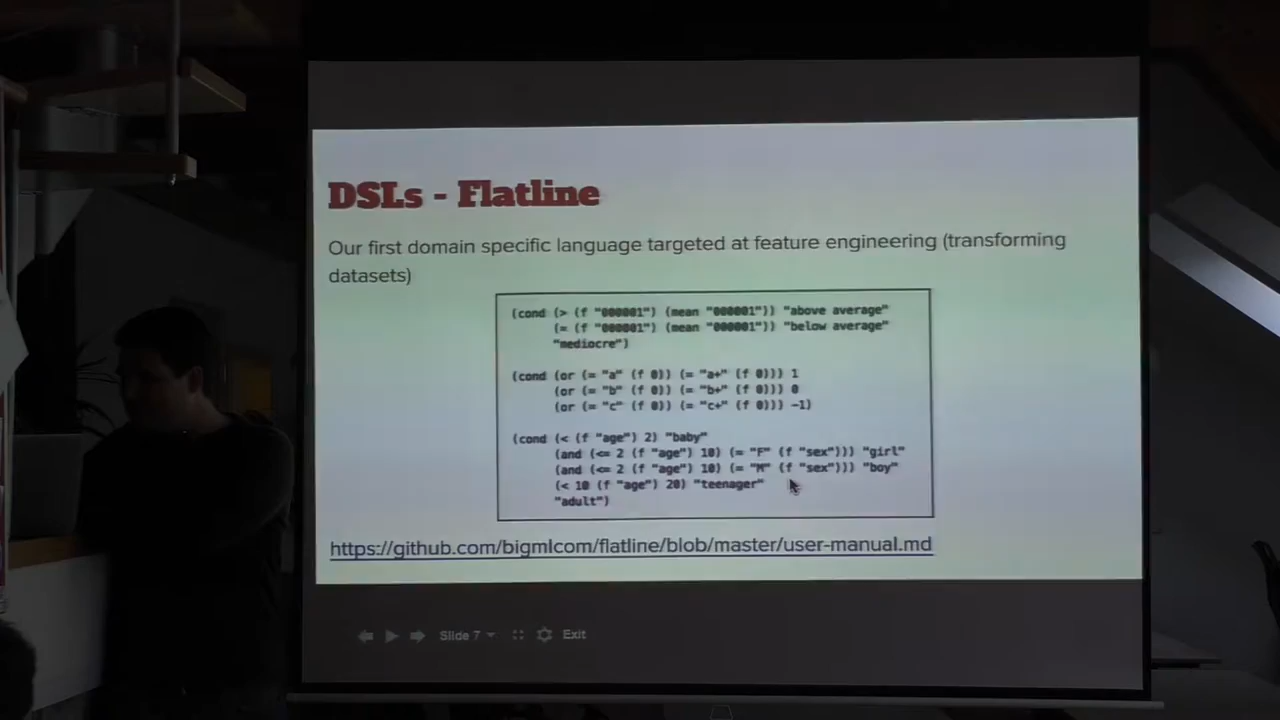 DSLs - Flatline
Our first domain specific language targeted at feature engineering (transforming
datasets)
(cond (> (f "000001") (mean "000001")) "above average"
(= (f "000001") (mean "000001")) "below average"
"mediocre")
(cond (or (= "a" (f 0)) (= "a+" (f 0))) 1
(or (= "b" (f 0)) (= "b+" (f 0))) 0
(or (= "c" (f 0)) (= "c+" (f 0))) -1)
(cond (< (f "age") 2) "baby"
(and (<= 2 (f "age") 10) (= "F" (f "sex"))) "girl"
(and (<= 2 (f "age") 10) (= "M" (f "sex"))) "boy"
(< 10 (f "age") 20) "teenager"
"adult")
https://github.com/bigmlcom/flatline/blob/master/user-manual.md
Slide 7 Exit